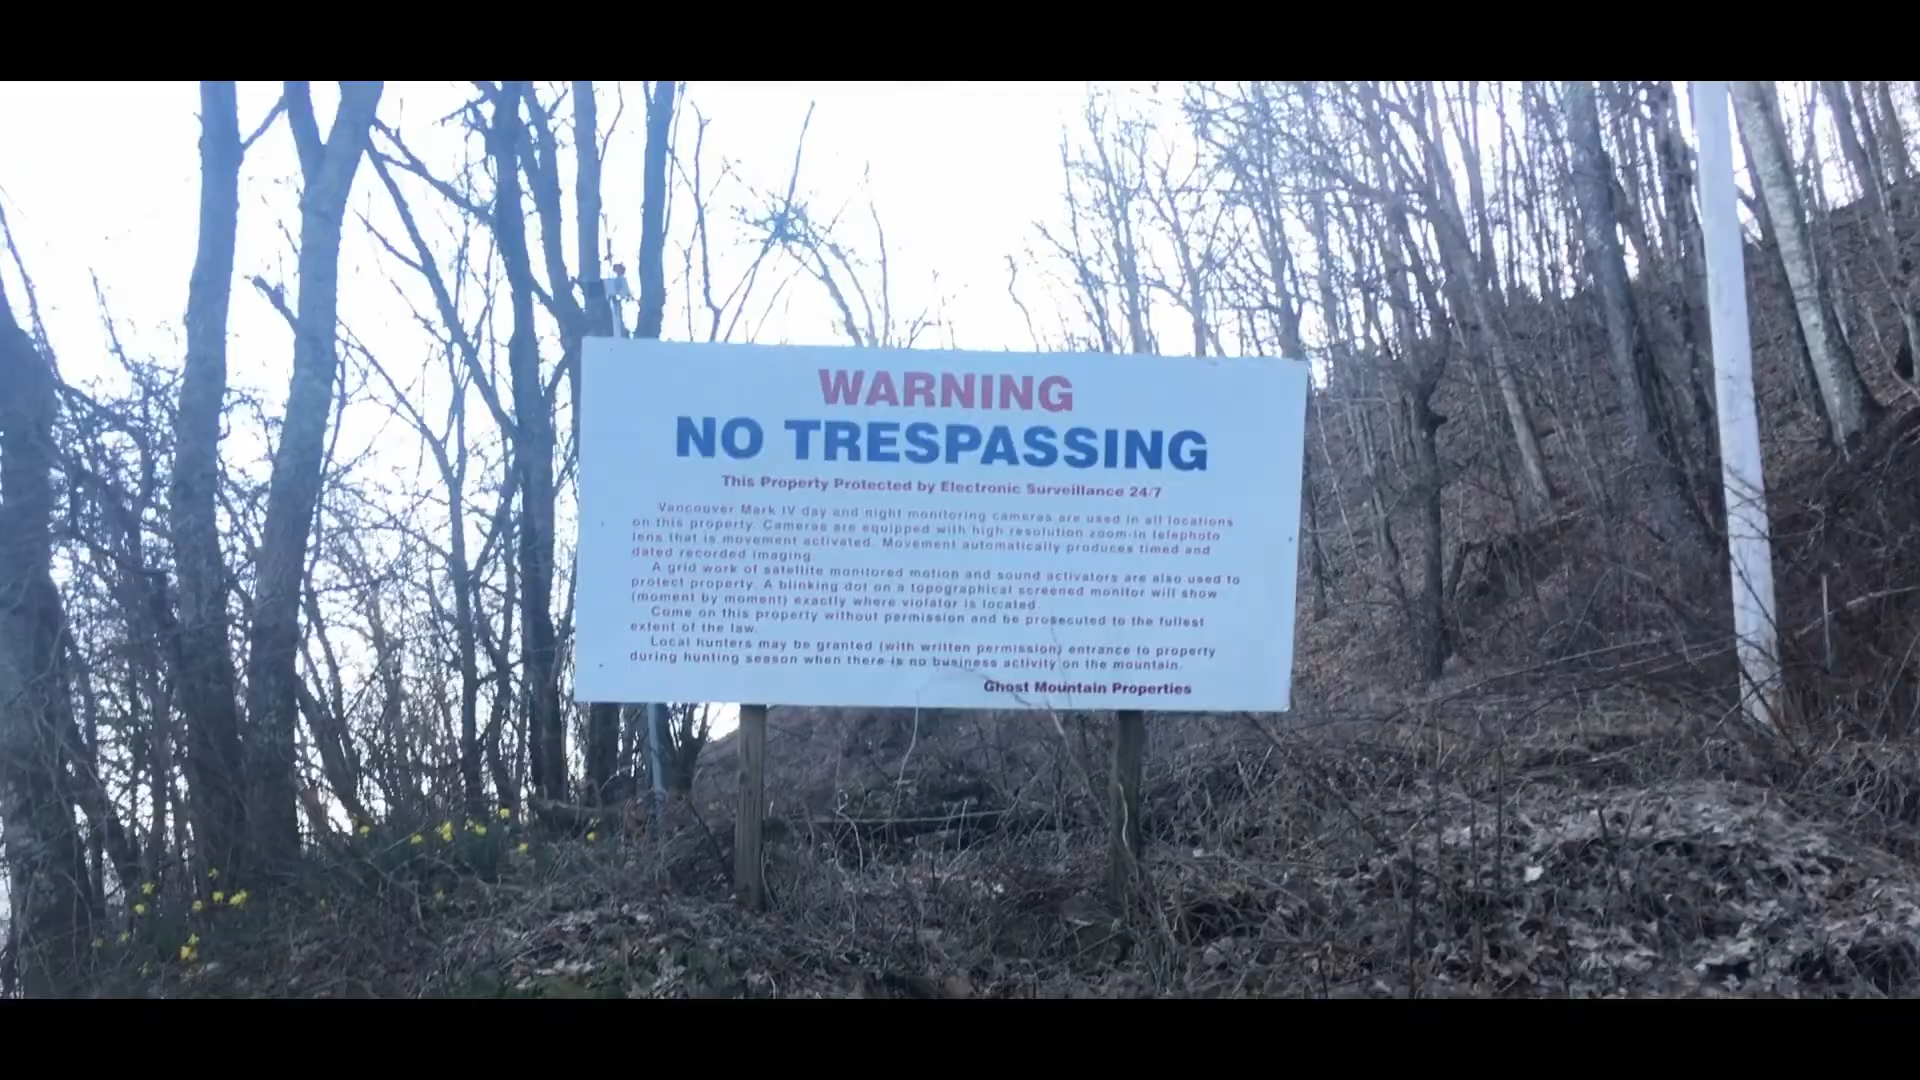 WARNING
NO TRESPASSING
This Property Protected by Electronic Surveillance 24/7
Vancouver Mark IV day and night monitoring cameras are used in all locations
on this property. Cameras are equipped with high resolution zoom-in telephoto
lens that is movement activated. Movement automatically produces timed and
dated recorded imaging.
A grid work of satellite monitored motion and sound activators are also used to
protect property. A blinking dot on a topographical screened monitor will show
(moment by moment) exactly where violator is located.
Come on this property without permission and be prosecuted to the fullest
extent of the law.
Local hunters may be granted (with written permission) entrance to property
during hunting season when there is no business activity on the mountain.
Ghost Mountain Properties